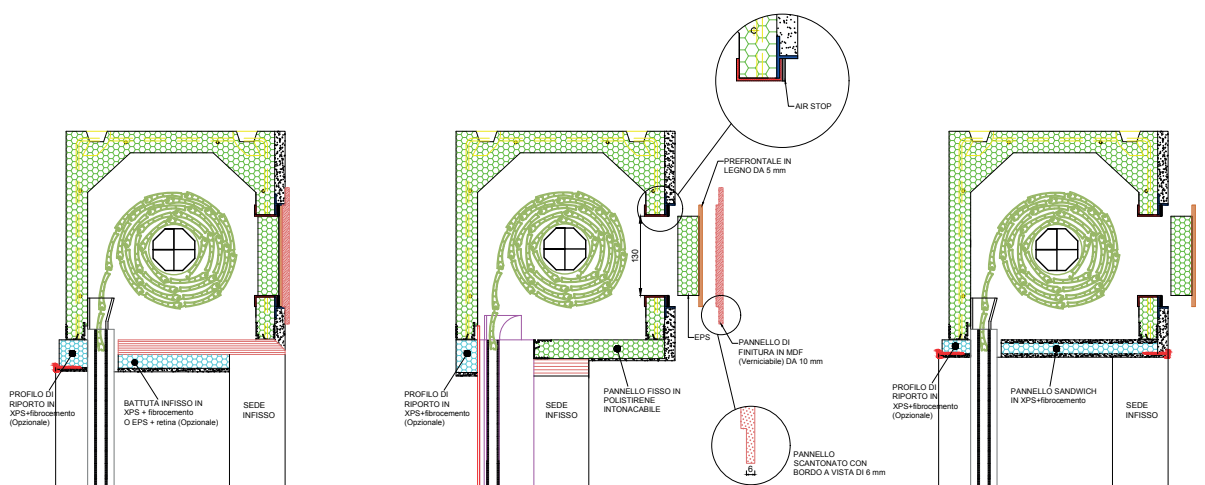 AIR STOP
PREFRONTALE IN
LEGNO DA 5 mm
130
EPS
PANNELLO DI
FINITURA IN MDF
(Verniciabile) DA 10 mm
PROFILO DI
RIPORTO IN
XPS+fibrocemento
(Opzionale)
BATTUTA INFISSO IN
XPS + fibrocemento
O EPS + retina (Opzionale)
SEDE
INFISSO
PROFILO DI
RIPORTO IN
XPS+fibrocemento
(Opzionale)
SEDE
INFISSO
PANNELLO FISSO IN
POLISTIRENE
INTONACABILE
6
PANNELLO
SCANTONATO CON
BORDO A VISTA DI 6 mm
PROFILO DI
RIPORTO IN
XPS+fibrocemento
(Opzionale)
PANNELLO SANDWICH
IN XPS+fibrocemento
SEDE
INFISSO